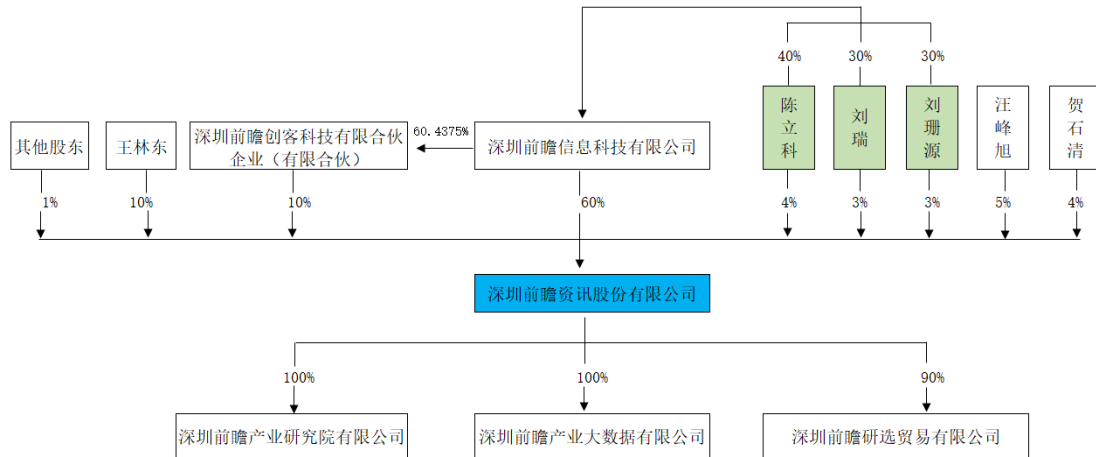 40%
30%
30%
陈立科
刘瑞
刘珊源
汪峰旭
贺石清
其他股东
王林东
深圳前瞻创客科技有限合伙
企业（有限合伙）
60.4375%
深圳前瞻信息科技有限公司
1%
10%
10%
60%
4%
3%
3%
5%
4%
深圳前瞻资讯股份有限公司
100%
100%
90%
深圳前瞻产业研究院有限公司
深圳前瞻产业大数据有限公司
深圳前瞻研选贸易有限公司